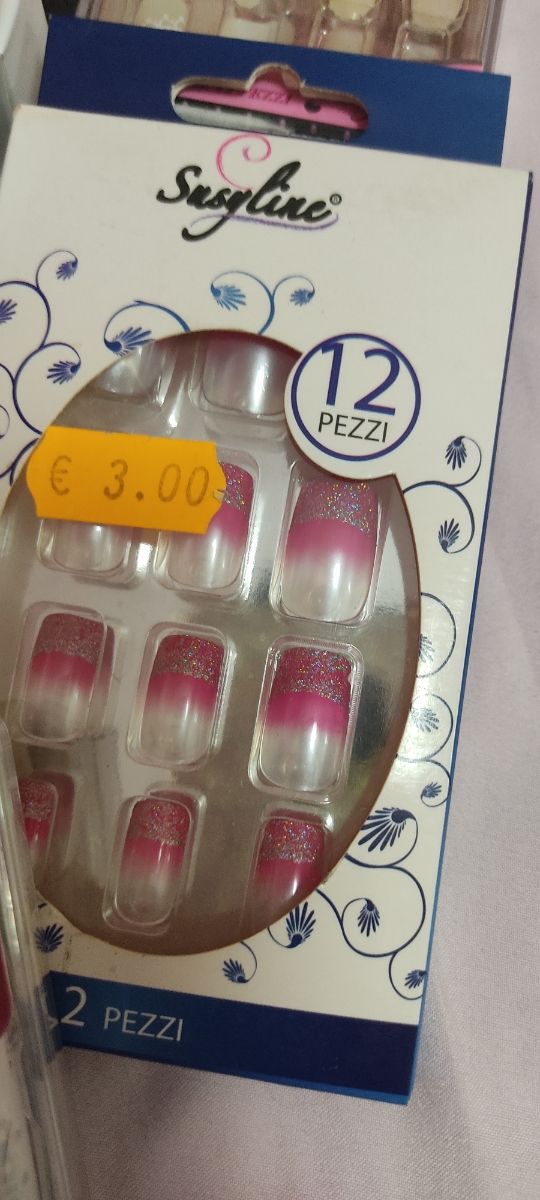 Susyline®
12
PEZZI
€ 3.00
2 PEZZI